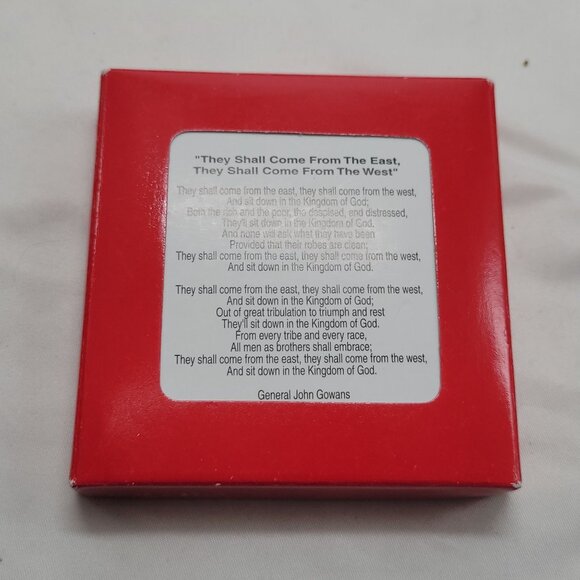 "They Shall Come From The East,
They Shall Come From The West"
They shall come from the east, they shall come from the west,
And sit down in the Kingdom of God;
Both the rich and the poor, the despised, and distressed,
They'll sit down in the Kingdom of God.
And none will ask what they have been
Provided that their robes are clean;
They shall come from the east, they shall come from the west,
And sit down in the Kingdom of God.
They shall come from the east, they shall come from the west,
And sit down in the Kingdom of God;
Out of great tribulation to triumph and rest
They'll sit down in the Kingdom of God.
From every tribe and every race,
All men as brothers shall embrace;
They shall come from the east, they shall come from the west,
And sit down in the Kingdom of God.
General John Gowans